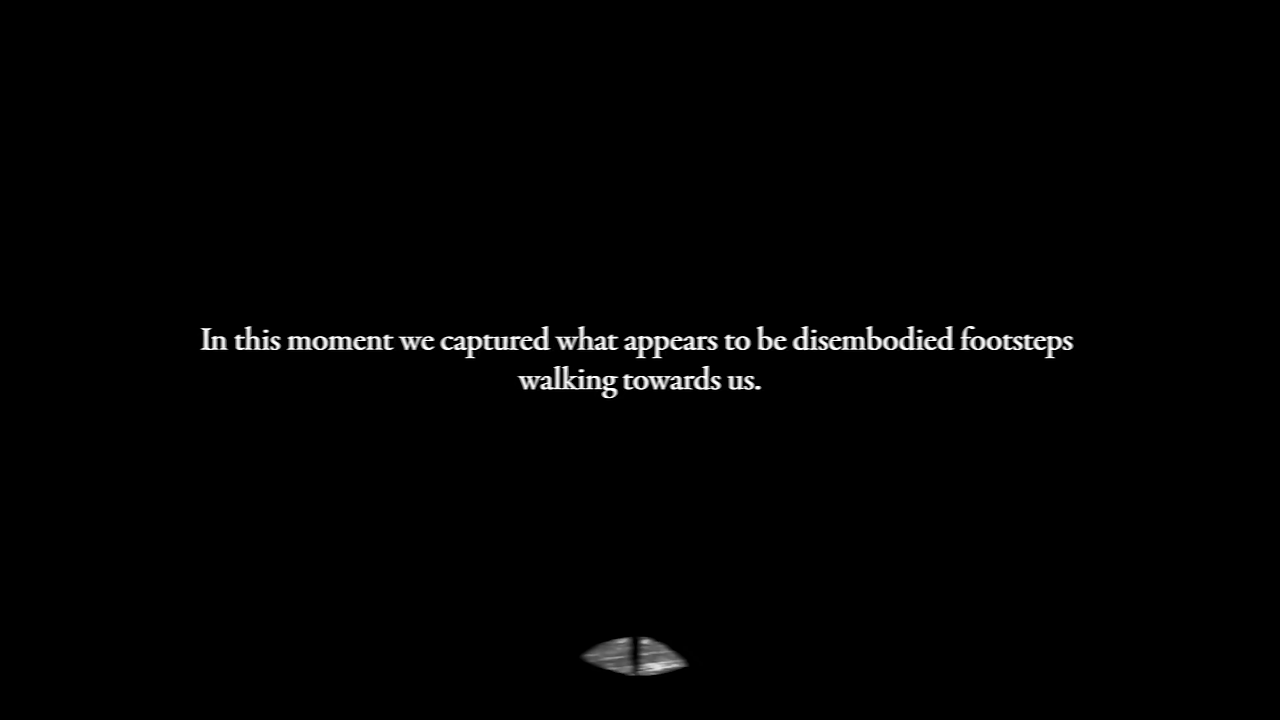 In this moment we captured what appears to be disembodied footsteps
walking towards us.